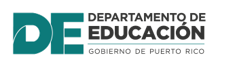 DE
DEPARTAMENTO DE
EDUCACIÓN
GOBIERNO DE PUERTO RICO